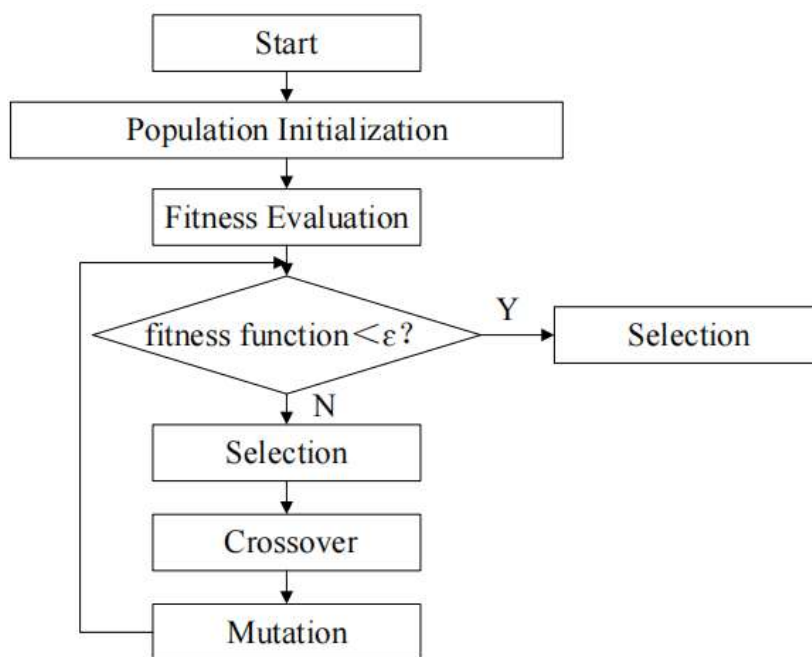 Start
Population Initialization
Fitness Evaluation
fitness function＜ε?
Y
Selection
N
Selection
Crossover
Mutation